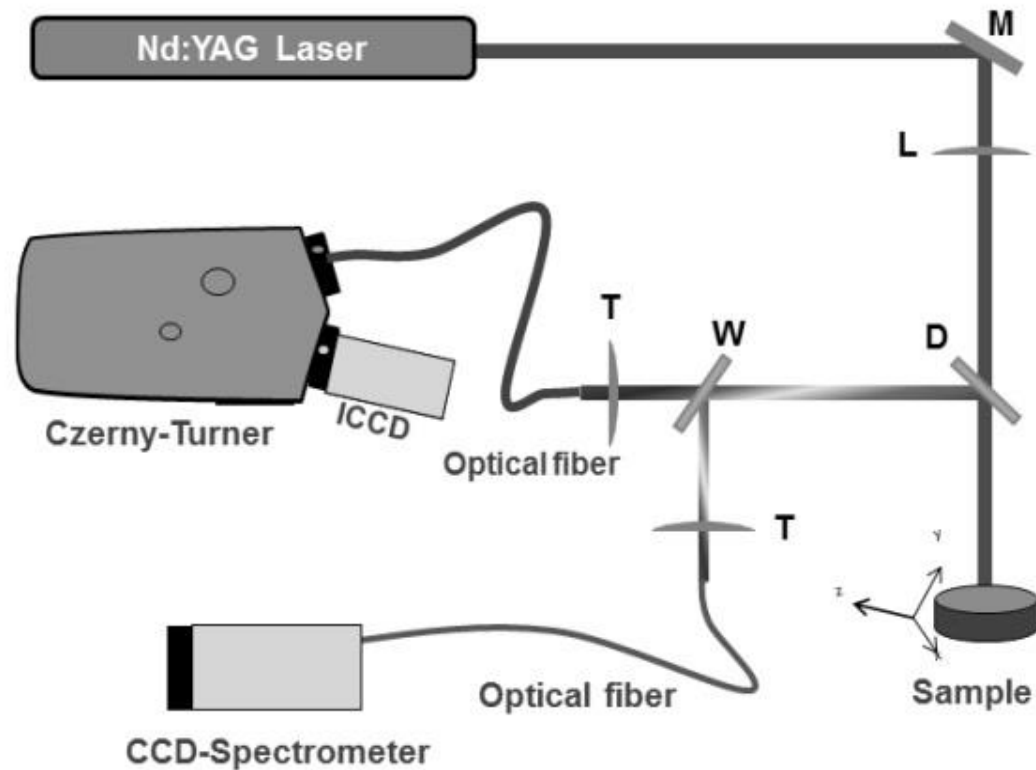 Nd:YAG Laser
M
L
T
W
D
ICCD
Czerny-Turner
Optical fiber
T
Y
Z
X
Optical fiber
Sample
CCD-Spectrometer